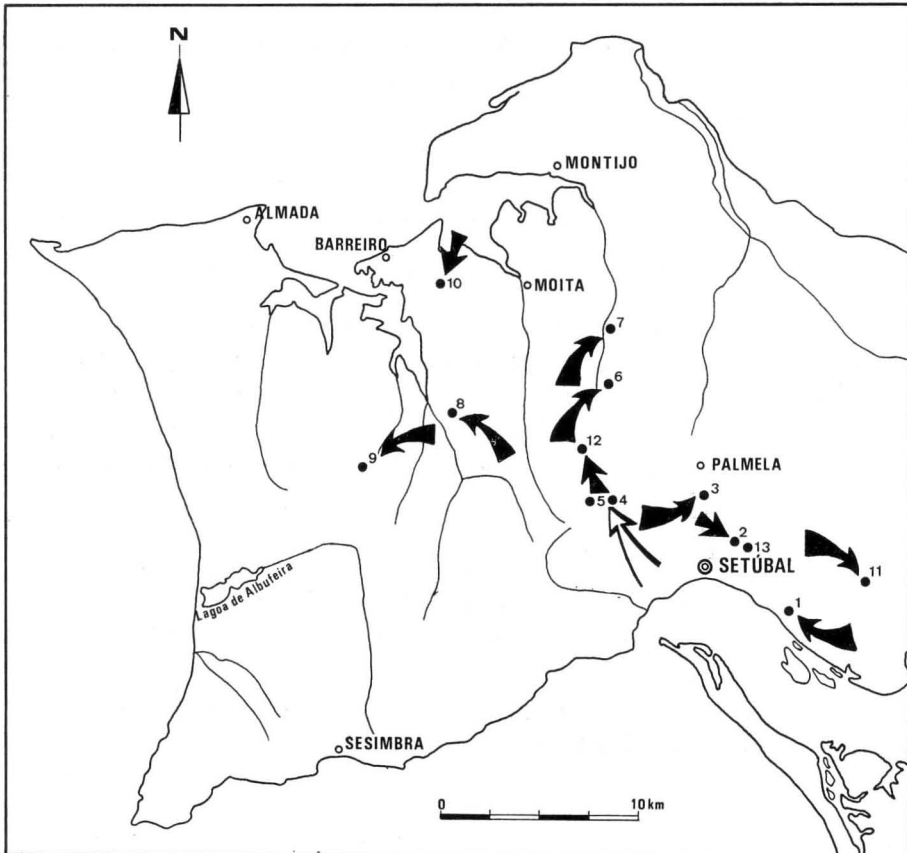 N
MONTIJO
ALMADA
BARREIRO
10
MOITA
7
6
8
12
9
PALMELA
3
5 4
2
13
SETÚBAL
11
1
Lagoa de Albufeira
SESIMBRA
0 10 km